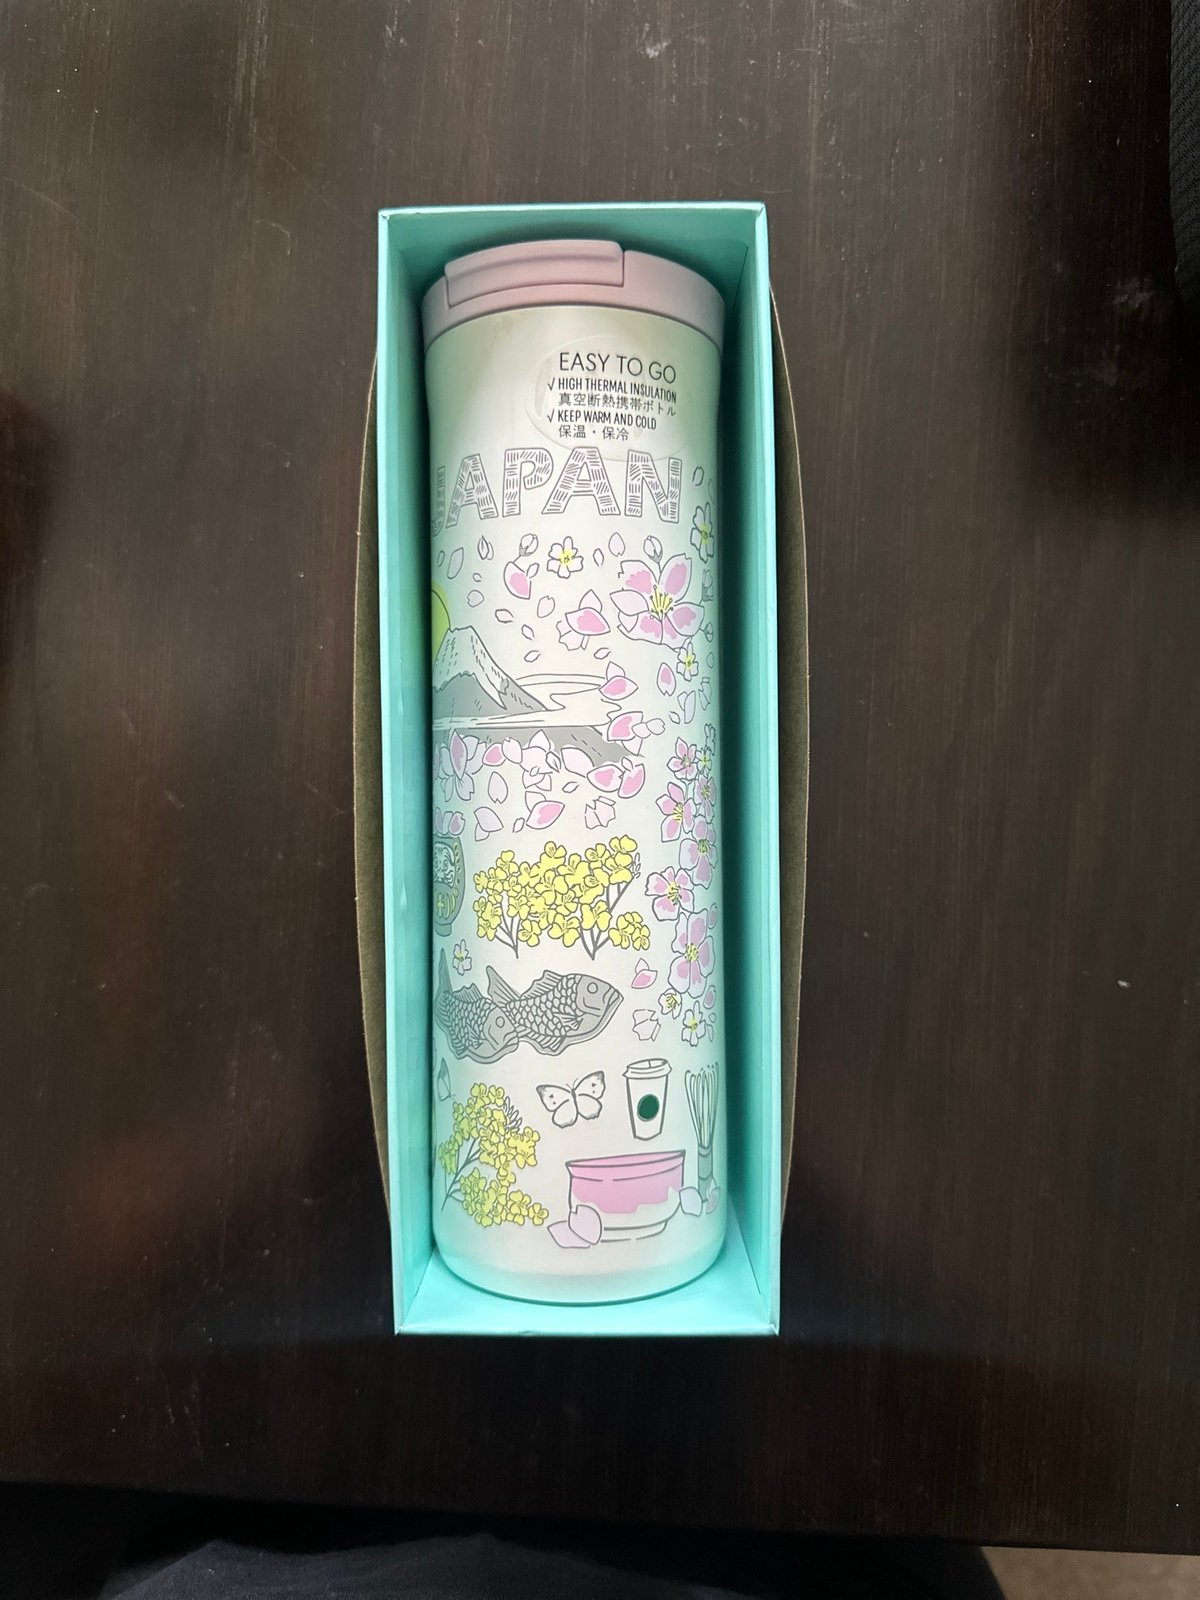 EASY TO GO
√ HIGH THERMAL INSULATION
真空断熱携帯ボトル
√ KEEP WARM AND COLD
保温・保冷
JAPAN